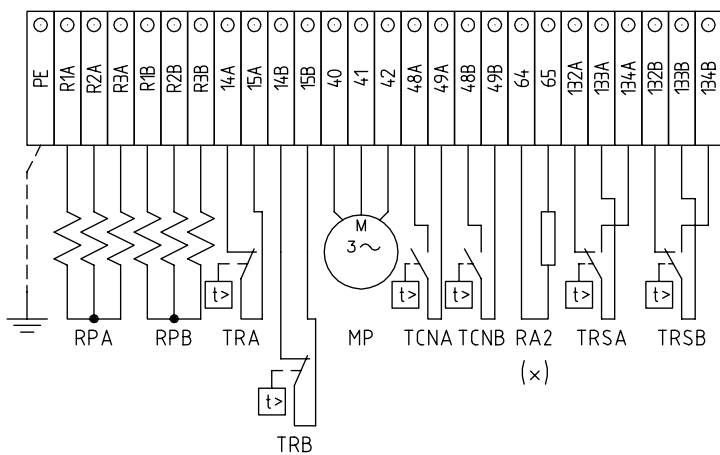 PE R1A R2A R3A R1B R2B R3B 14A 15A 14B 15B 40 41 42 48A 49A 48B 49B 64 65 132A 133A 134A 132B 133B 134B
M
3~
t> t> t> t> t>
RPA RPB TRA MP TCNA TCNB RA2 TRSA TRSB
(x)
t>
TRB